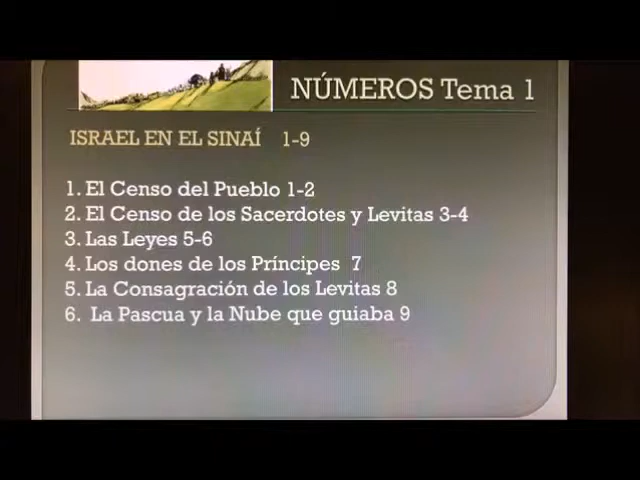 NÚMEROS Tema 1
ISRAEL EN EL SINAÍ 1-9
1. El Censo del Pueblo 1-2
2. El Censo de los Sacerdotes y Levitas 3-4
3. Las Leyes 5-6
4. Los dones de los Príncipes 7
5. La Consagración de los Levitas 8
6. La Pascua y la Nube que guiaba 9